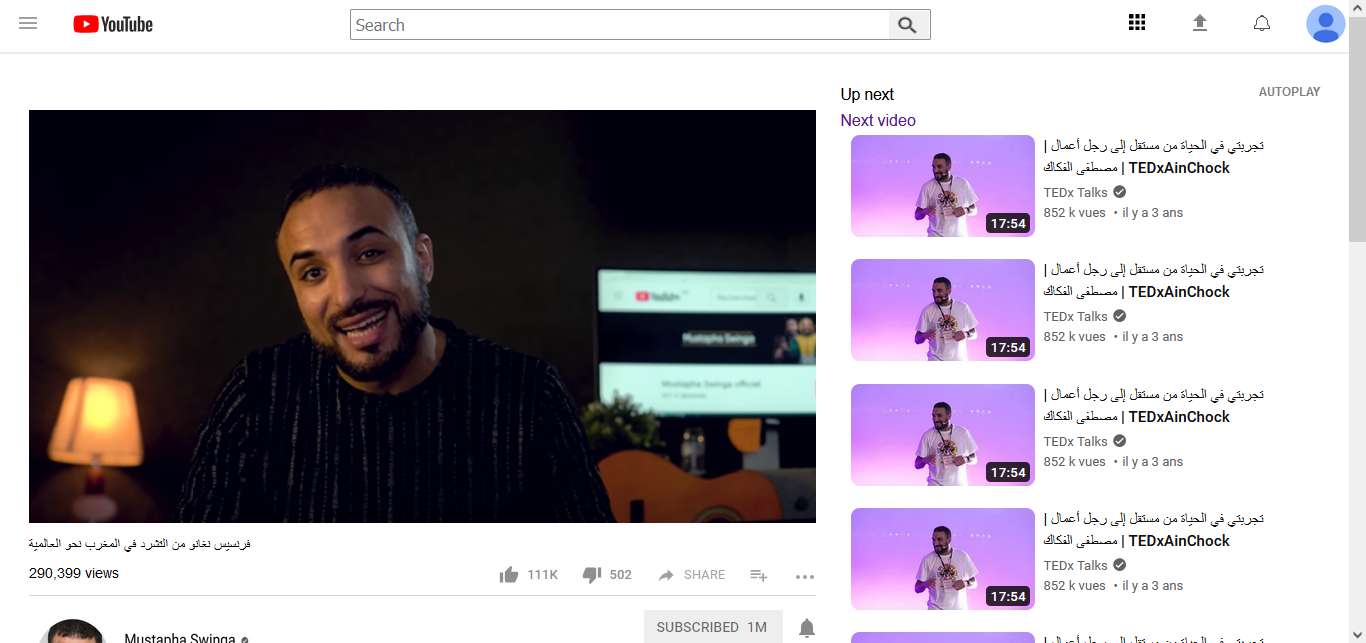 YouTube
Search
YouTube
Mustapha Swinga
Mustapha Swinga officiel
فرنسيس نغانو من التشرد في المغرب نحو العالمية
290,399 views
111K
502
SHARE
Mustapha Swinga
SUBSCRIBED 1M
Up next
AUTOPLAY
Next video
تجربتي في الحياة من مستقل إلى رجل أعمال |
مصطفى الفكاك | TEDxAinChock
TEDx Talks
852 k vues • il y a 3 ans
17:54
تجربتي في الحياة من مستقل إلى رجل أعمال |
مصطفى الفكاك | TEDxAinChock
TEDx Talks
852 k vues • il y a 3 ans
17:54
تجربتي في الحياة من مستقل إلى رجل أعمال |
مصطفى الفكاك | TEDxAinChock
TEDx Talks
852 k vues • il y a 3 ans
17:54
تجربتي في الحياة من مستقل إلى رجل أعمال |
مصطفى الفكاك | TEDxAinChock
TEDx Talks
852 k vues • il y a 3 ans
17:54